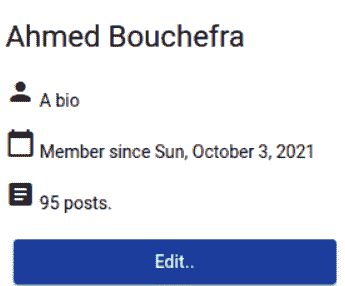 Ahmed Bouchefra
A bio
Member since Sun, October 3, 2021
95 posts.
Edit..